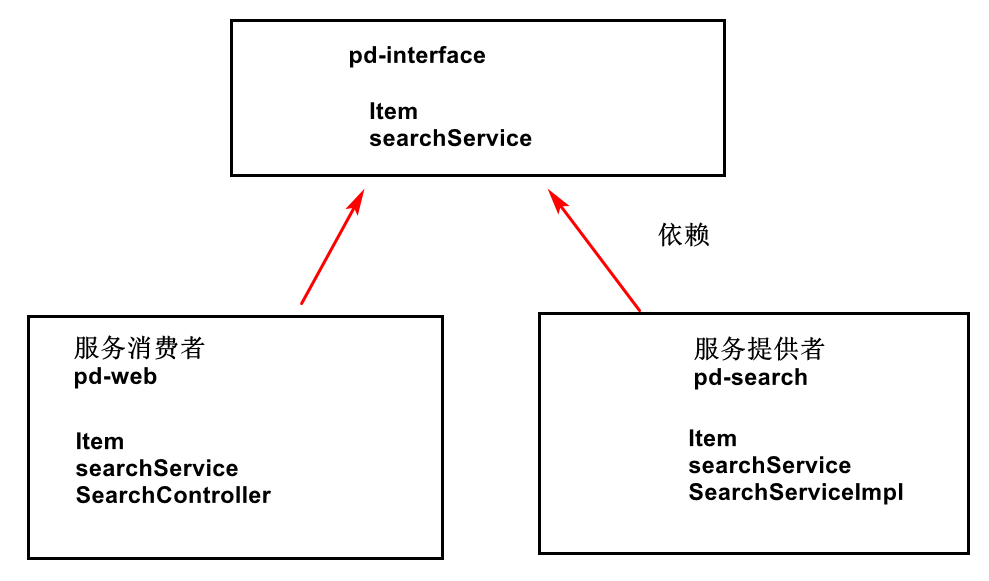 pd-interface
Item
searchService
依赖
服务消费者
pd-web
Item
searchService
SearchController
服务提供者
pd-search
Item
searchService
SearchServiceImpl